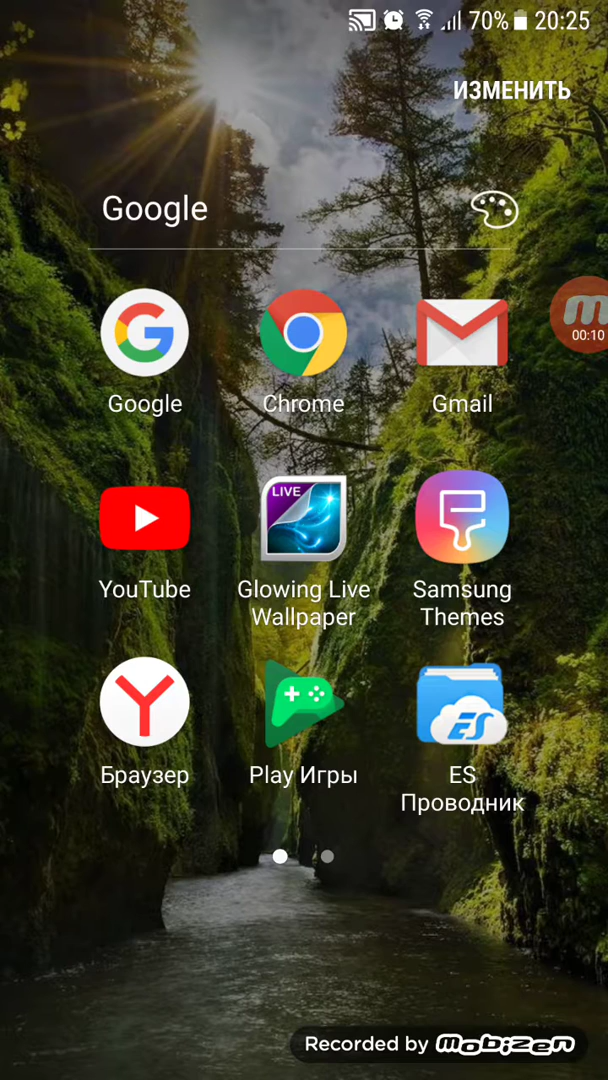 70% 20:25
ИЗМЕНИТЬ
Google
00:10
Google Chrome Gmail
LIVE
YouTube Glowing Live Samsung
Wallpaper Themes
ES
Браузер Play Игры ES
Проводник
Recorded by mobizen